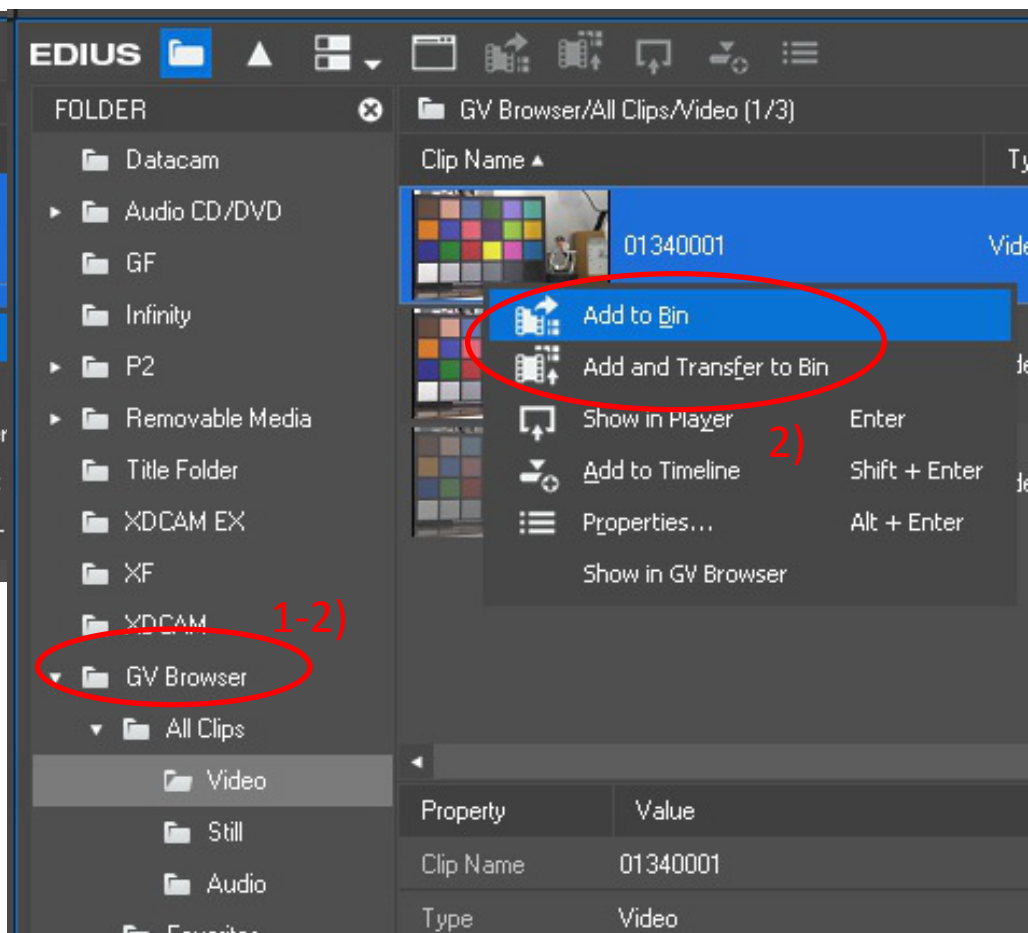 EDIUS
FOLDER
Datacam
Audio CD/DVD
GF
Infinity
P2
Removable Media
Title Folder
XDCAM EX
XF
XDCAM
1-2)
GV Browser
All Clips
Video
Still
Audio
GV Browser/All Clips/Video (1/3)
Clip Name
01340001
Add to Bin
Add and Transfer to Bin
Show in Player Enter
2)
Add to Timeline Shift + Enter
Properties... Alt + Enter
Show in GV Browser
Property Value
Clip Name 01340001
Type Video